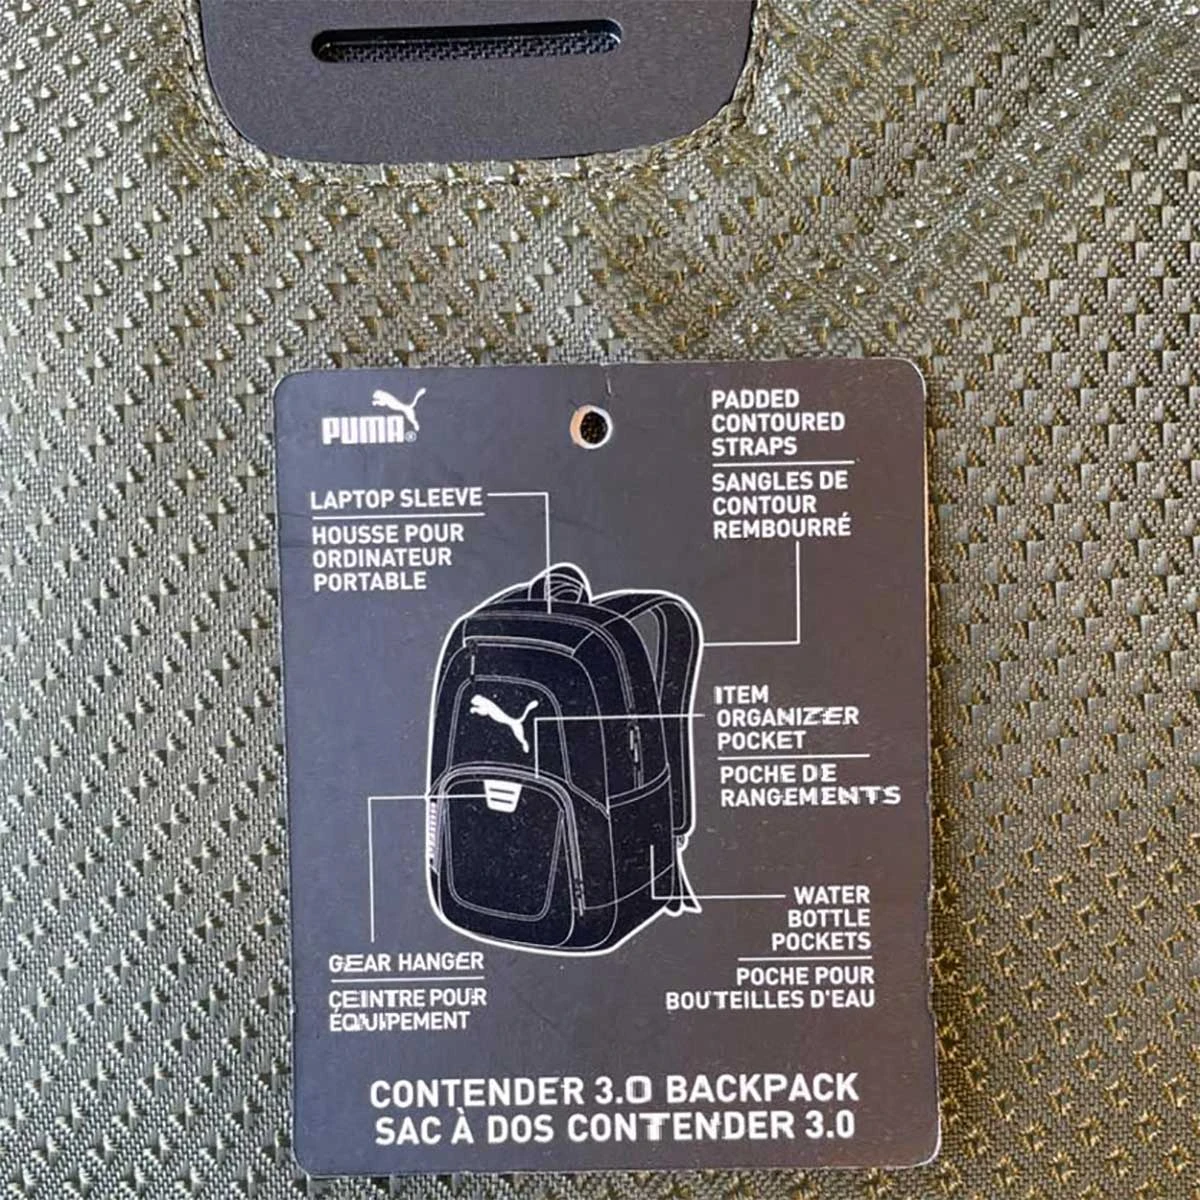 PUMA®
LAPTOP SLEEVE
HOUSSE POUR
ORDINATEUR
PORTABLE
PADDED
CONTOURED
STRAPS
SANGLES DE
CONTOUR
REMBOURRÉ
ITEM
ORGANIZER
POCKET
POCHE DE
RANGEMENTS
WATER
BOTTLE
POCKETS
POCHE POUR
BOUTEILLES D'EAU
GEAR HANGER
CEINTRE POUR
ÉQUIPEMENT
CONTENDER 3.0 BACKPACK
SAC À DOS CONTENDER 3.0